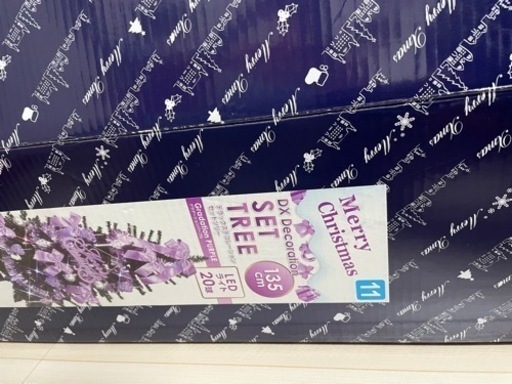 Merry
Christmas
DX Decoration
SET
TREE
135
cm
Gradation PURPLE
LED
ライト
20球
11
Merry Xmas
Merry Xmas
Merry Xmas
Merry Xmas